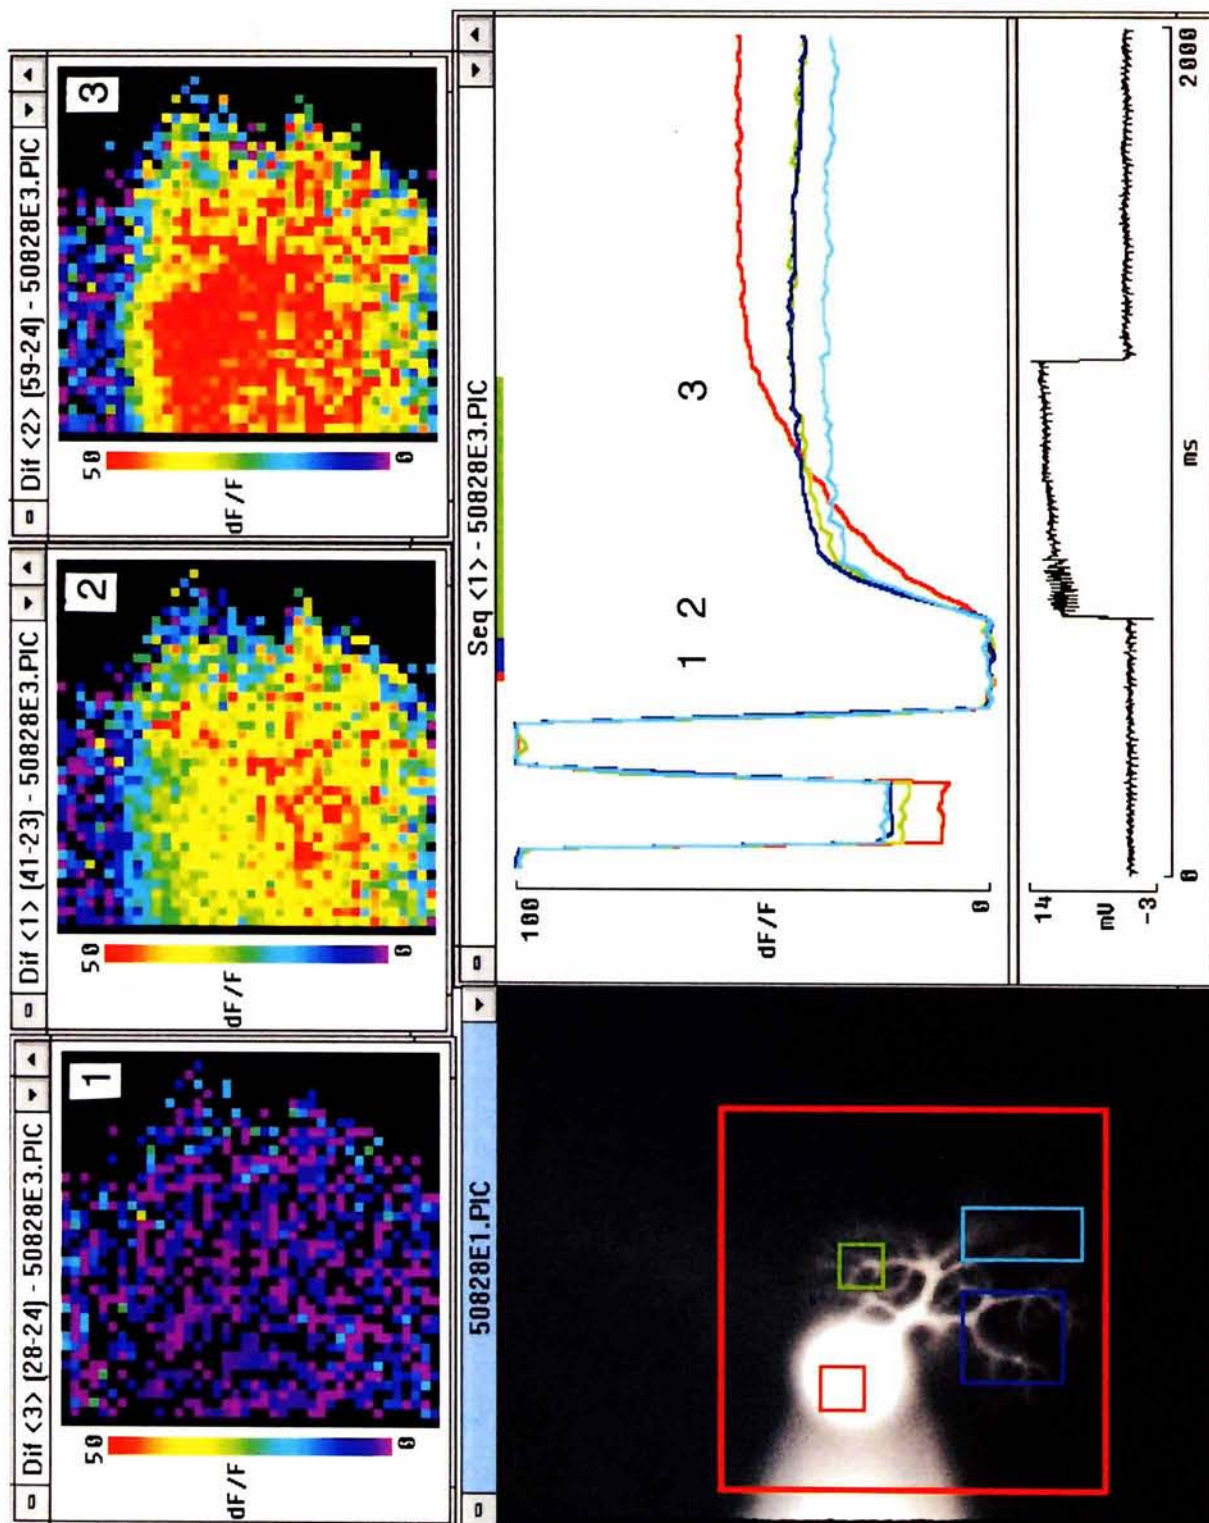 Dif <3> [28-24] - 50828E3.PIC
1
50
dF/F
0
Dif <1> [41-23] - 50828E3.PIC
2
50
dF/F
0
Dif <2> [59-24] - 50828E3.PIC
3
50
dF/F
0
50828E1.PIC
Seq <1> - 50828E3.PIC
100
dF/F
0
1
2
3
14
mV
-3
0
ms
2000